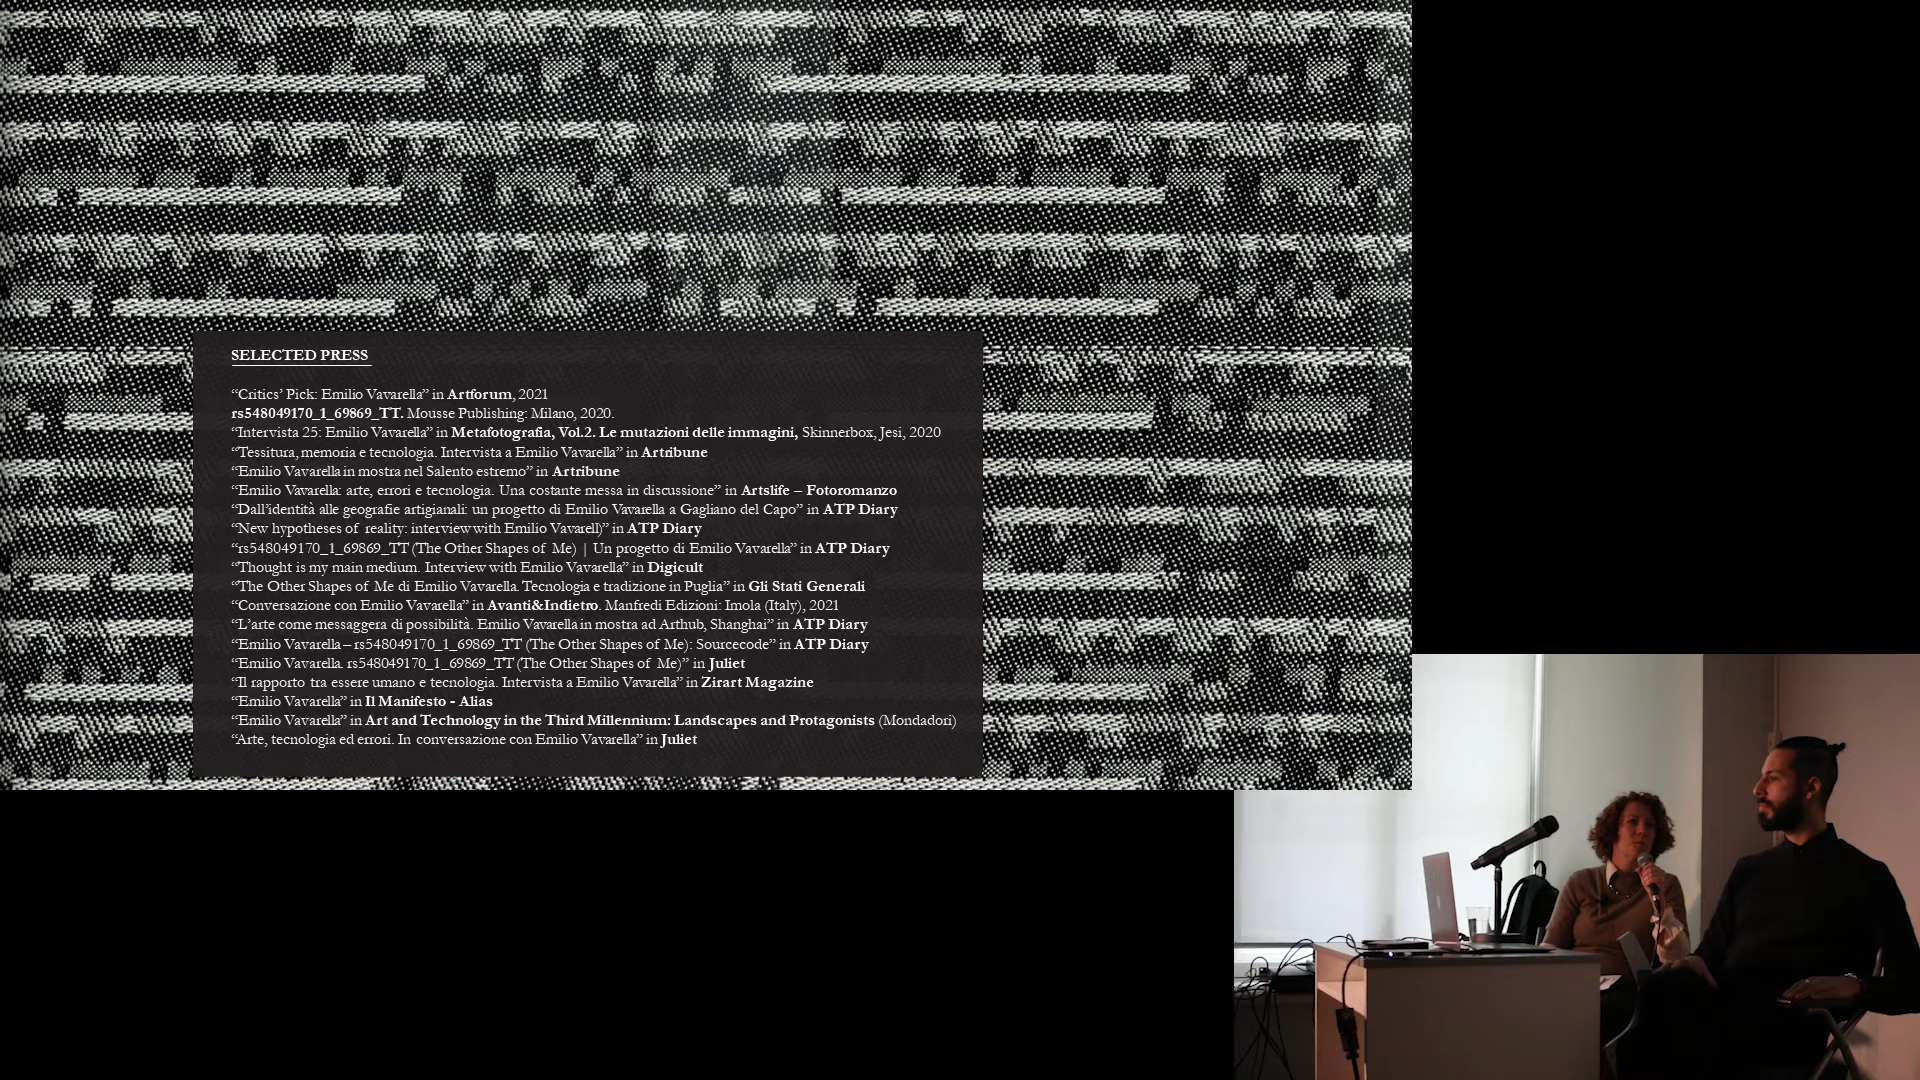 SELECTED PRESS
“Critics’ Pick: Emilio Vavarella” in Artforum, 2021
rs548049170_1_69869_TT. Mousse Publishing: Milano, 2020.
“Intervista 25: Emilio Vavarella” in Metafotografia, Vol.2. Le mutazioni delle immagini, Skinnerbox, Jesi, 2020
“Tessitura, memoria e tecnologia. Intervista a Emilio Vavarella” in Artribune
“Emilio Vavarella in mostra nel Salento estremo” in Artribune
“Emilio Vavarella: arte, errori e tecnologia. Una costante messa in discussione” in Artslife – Fotoromanzo
“Dall’identità alle geografie artigianali: un progetto di Emilio Vavarella a Gagliano del Capo” in ATP Diary
“New hypotheses of reality: interview with Emilio Vavarell)” in ATP Diary
“rs548049170_1_69869_TT (The Other Shapes of Me) | Un progetto di Emilio Vavarella” in ATP Diary
“Thought is my main medium. Interview with Emilio Vavarella” in Digicult
“The Other Shapes of Me di Emilio Vavarella. Tecnologia e tradizione in Puglia” in Gli Stati Generali
“Conversazione con Emilio Vavarella” in Avanti&Indietro. Manfredi Edizioni: Imola (Italy), 2021
“L’arte come messaggera di possibilità. Emilio Vavarella in mostra ad Arthub, Shanghai” in ATP Diary
“Emilio Vavarella – rs548049170_1_69869_TT (The Other Shapes of Me): Sourcecode” in ATP Diary
“Emilio Vavarella. rs548049170_1_69869_TT (The Other Shapes of Me)” in Juliet
“Il rapporto tra essere umano e tecnologia. Intervista a Emilio Vavarella” in Zirart Magazine
“Emilio Vavarella” in Il Manifesto - Alias
“Emilio Vavarella” in Art and Technology in the Third Millennium: Landscapes and Protagonists (Mondadori)
“Arte, tecnologia ed errori. In conversazione con Emilio Vavarella” in Juliet